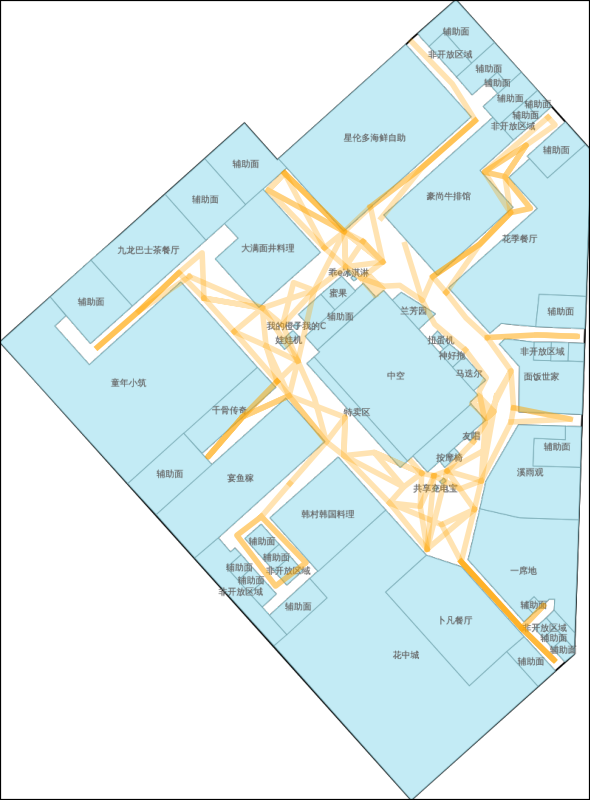 辅助面
非开放区域
辅助面
辅助面
辅助面
辅助面
辅助面
非开放区域
星伦多海鲜自助
辅助面
辅助面
豪尚牛排馆
辅助面
花季餐厅
九龙巴士茶餐厅
大满面井料理
乖e冰淇淋
蜜果
辅助面
辅助面
兰芳园
辅助面
我的橙子我的C
娃娃机
扭蛋机
神好拖
非开放区域
马迭尔
面饭世家
中空
童年小筑
千骨传奇
特卖区
友唱
辅助面
按摩椅
溪雨观
辅助面
宴鱼稼
共享充电宝
韩村韩国料理
辅助面
辅助面
非开放区域
辅助面
辅助面
非开放区域
一席地
辅助面
辅助面
卜凡餐厅
非开放区域
辅助面
辅助面
花中城
辅助面